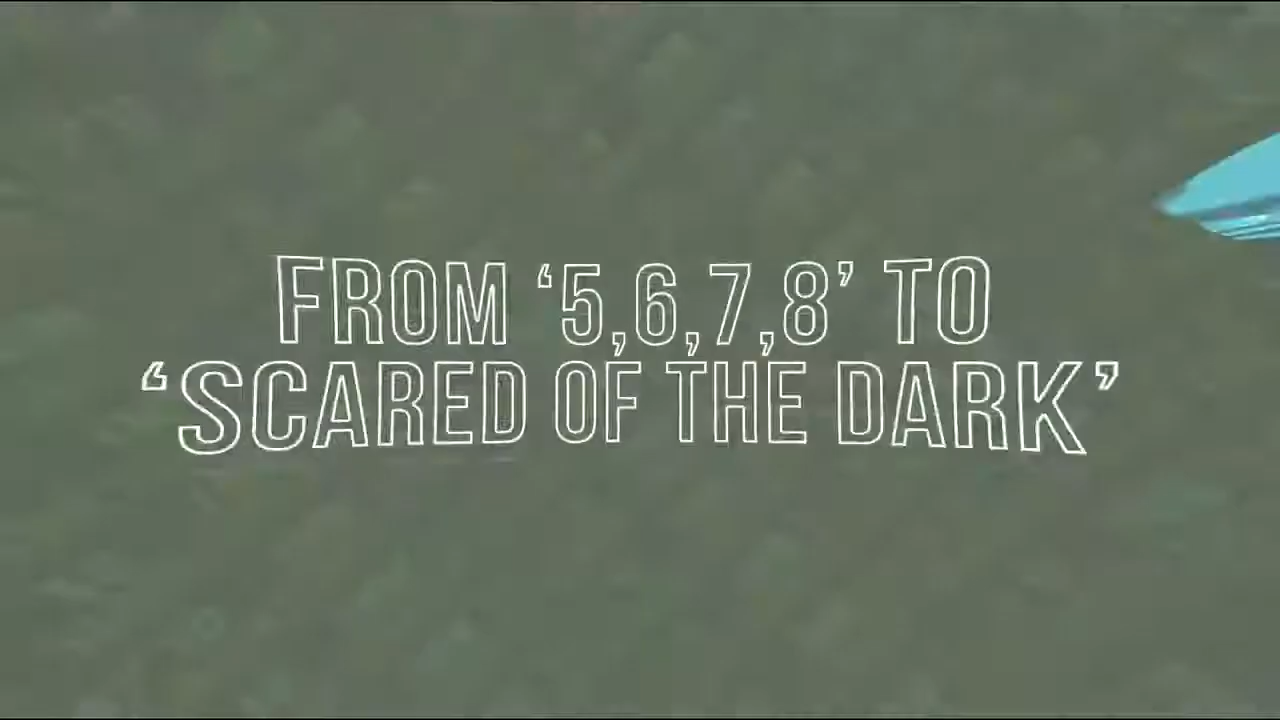 FROM ‘5,6,7,8’ TO
‘SCARED OF THE DARK’